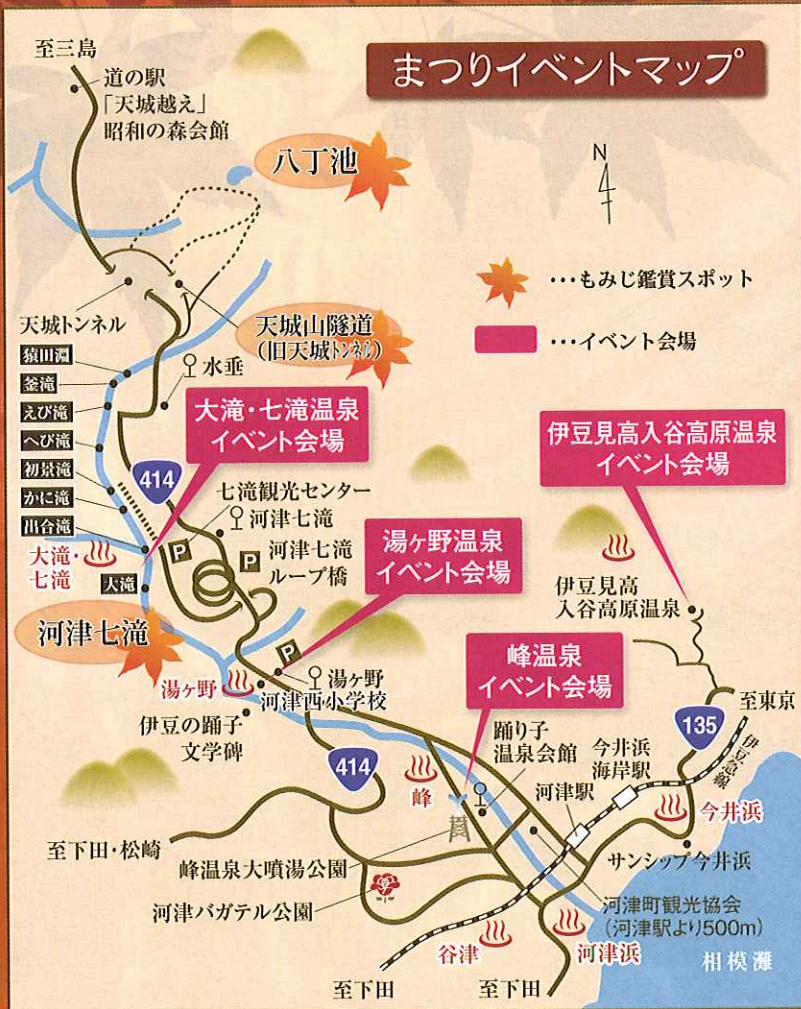 まつりイベントマップ
至三島
道の駅
「天城越え」
昭和の森会館
八丁池
N
…もみじ鑑賞スポット
…イベント会場
天城トンネル
天城山隧道
(旧天城トンネル)
猿田淵
釜滝
えび滝
へび滝
初景滝
かに滝
出合滝
大滝
水垂
大滝・七滝温泉
イベント会場
伊豆見高入谷高原温泉
イベント会場
414
七滝観光センター
河津七滝
P
P
河津七滝
ループ橋
湯ヶ野温泉
イベント会場
大滝・
七滝
伊豆見高
入谷高原温泉
河津七滝
P
峰温泉
イベント会場
湯ヶ野
湯ヶ野
河津西小学校
伊豆の踊子
文学碑
414
至東京
135
伊豆急線
踊り子
温泉会館
今井浜
海岸駅
河津駅
峰
今井浜
至下田・松崎
峰温泉大噴湯公園
サンシップ今井浜
河津バガテル公園
河津町観光協会
(河津駅より500m)
谷津
河津浜
相模灘
至下田
至下田